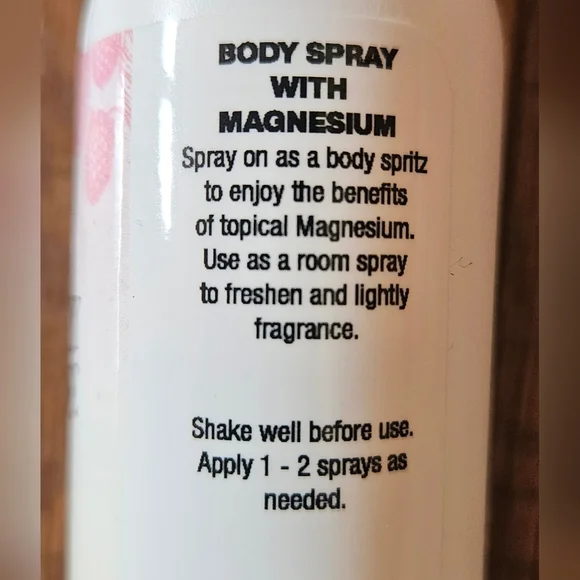 BODY SPRAY
WITH
MAGNESIUM
Spray on as a body spritz
to enjoy the benefits
of topical Magnesium.
Use as a room spray
to freshen and lightly
fragrance.
Shake well before use.
Apply 1 - 2 sprays as
needed.